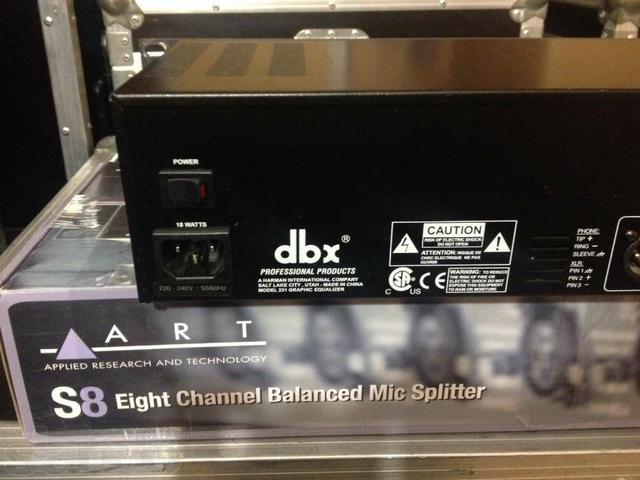 POWER
18 WATTS
220 - 240V ~ 50/60Hz
dbx®
PROFESSIONAL PRODUCTS
A HARMAN INTERNATIONAL COMPANY
SALT LAKE CITY, UTAH - MADE IN CHINA
MODEL 231 GRAPHIC EQUALIZER
CAUTION
RISK OF ELECTRIC SHOCK
DO NOT OPEN
ATTENTION: RISQUE DE
CHOC ELECTRIQUE NE PAS
OUVRIR
C US
CE
WARNING: TO REDUCE
THE RISK OF FIRE OR
ELECTRIC SHOCK DO NOT
EXPOSE THIS EQUIPMENT
TO RAIN OR MOISTURE
PHONE:
TIP +
RING -
SLEEVE
XLR:
PIN 1
PIN 2 +
PIN 3 -
ART
APPLIED RESEARCH AND TECHNOLOGY
S8 Eight Channel Balanced Mic Splitter